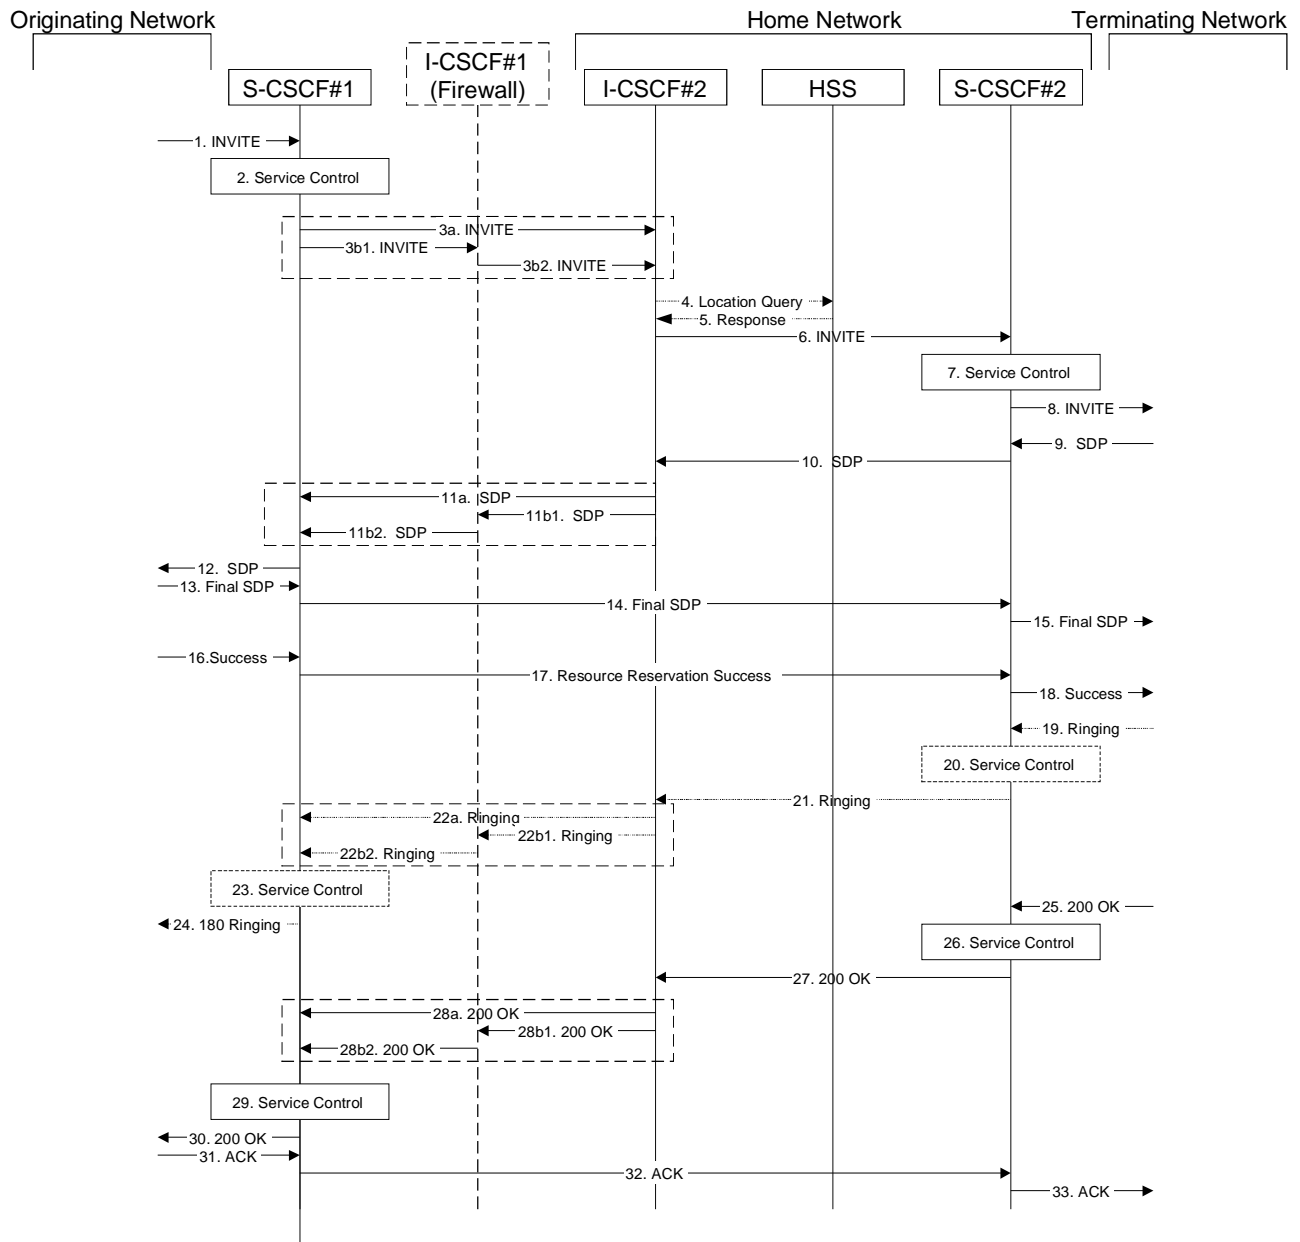 Originating Network
Home Network
Terminating Network
S-CSCF#1
I-CSCF#1
(Firewall)
I-CSCF#2
HSS
S-CSCF#2
1. INVITE
2. Service Control
3a. INVITE
3b1. INVITE
3b2. INVITE
4. Location Query
5. Response
6. INVITE
7. Service Control
8. INVITE
9. SDP
10. SDP
11a. SDP
11b1. SDP
11b2. SDP
12. SDP
13. Final SDP
14. Final SDP
15. Final SDP
16.Success
17. Resource Reservation Success
18. Success
19. Ringing
20. Service Control
21. Ringing
22a. Ringing
22b1. Ringing
22b2. Ringing
23. Service Control
24. 180 Ringing
25. 200 OK
26. Service Control
27. 200 OK
28a. 200 OK
28b1. 200 OK
28b2. 200 OK
29. Service Control
30. 200 OK
31. ACK
32. ACK
33. ACK